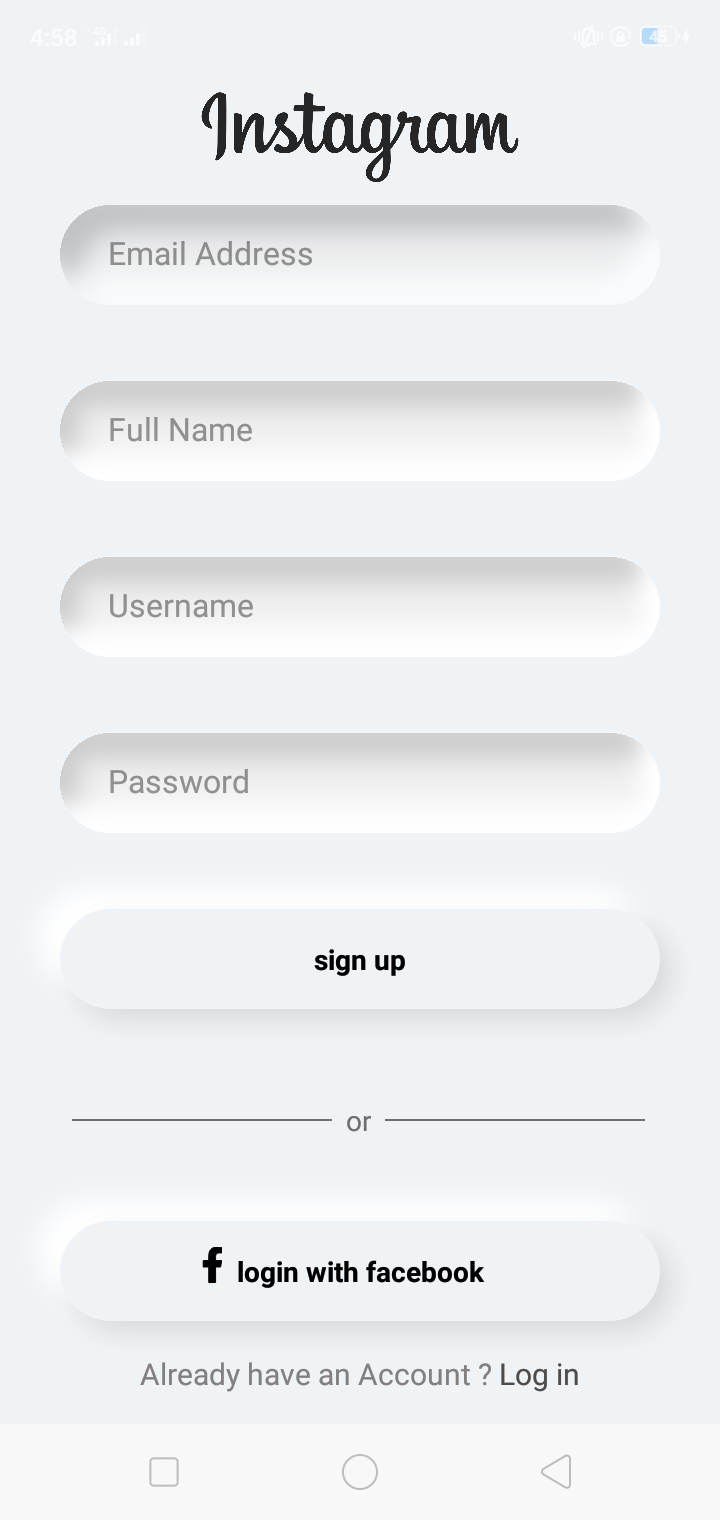 4:58 4G 45
Instagram
Email Address
Full Name
Username
Password
sign up
or
login with facebook
Already have an Account ? Log in